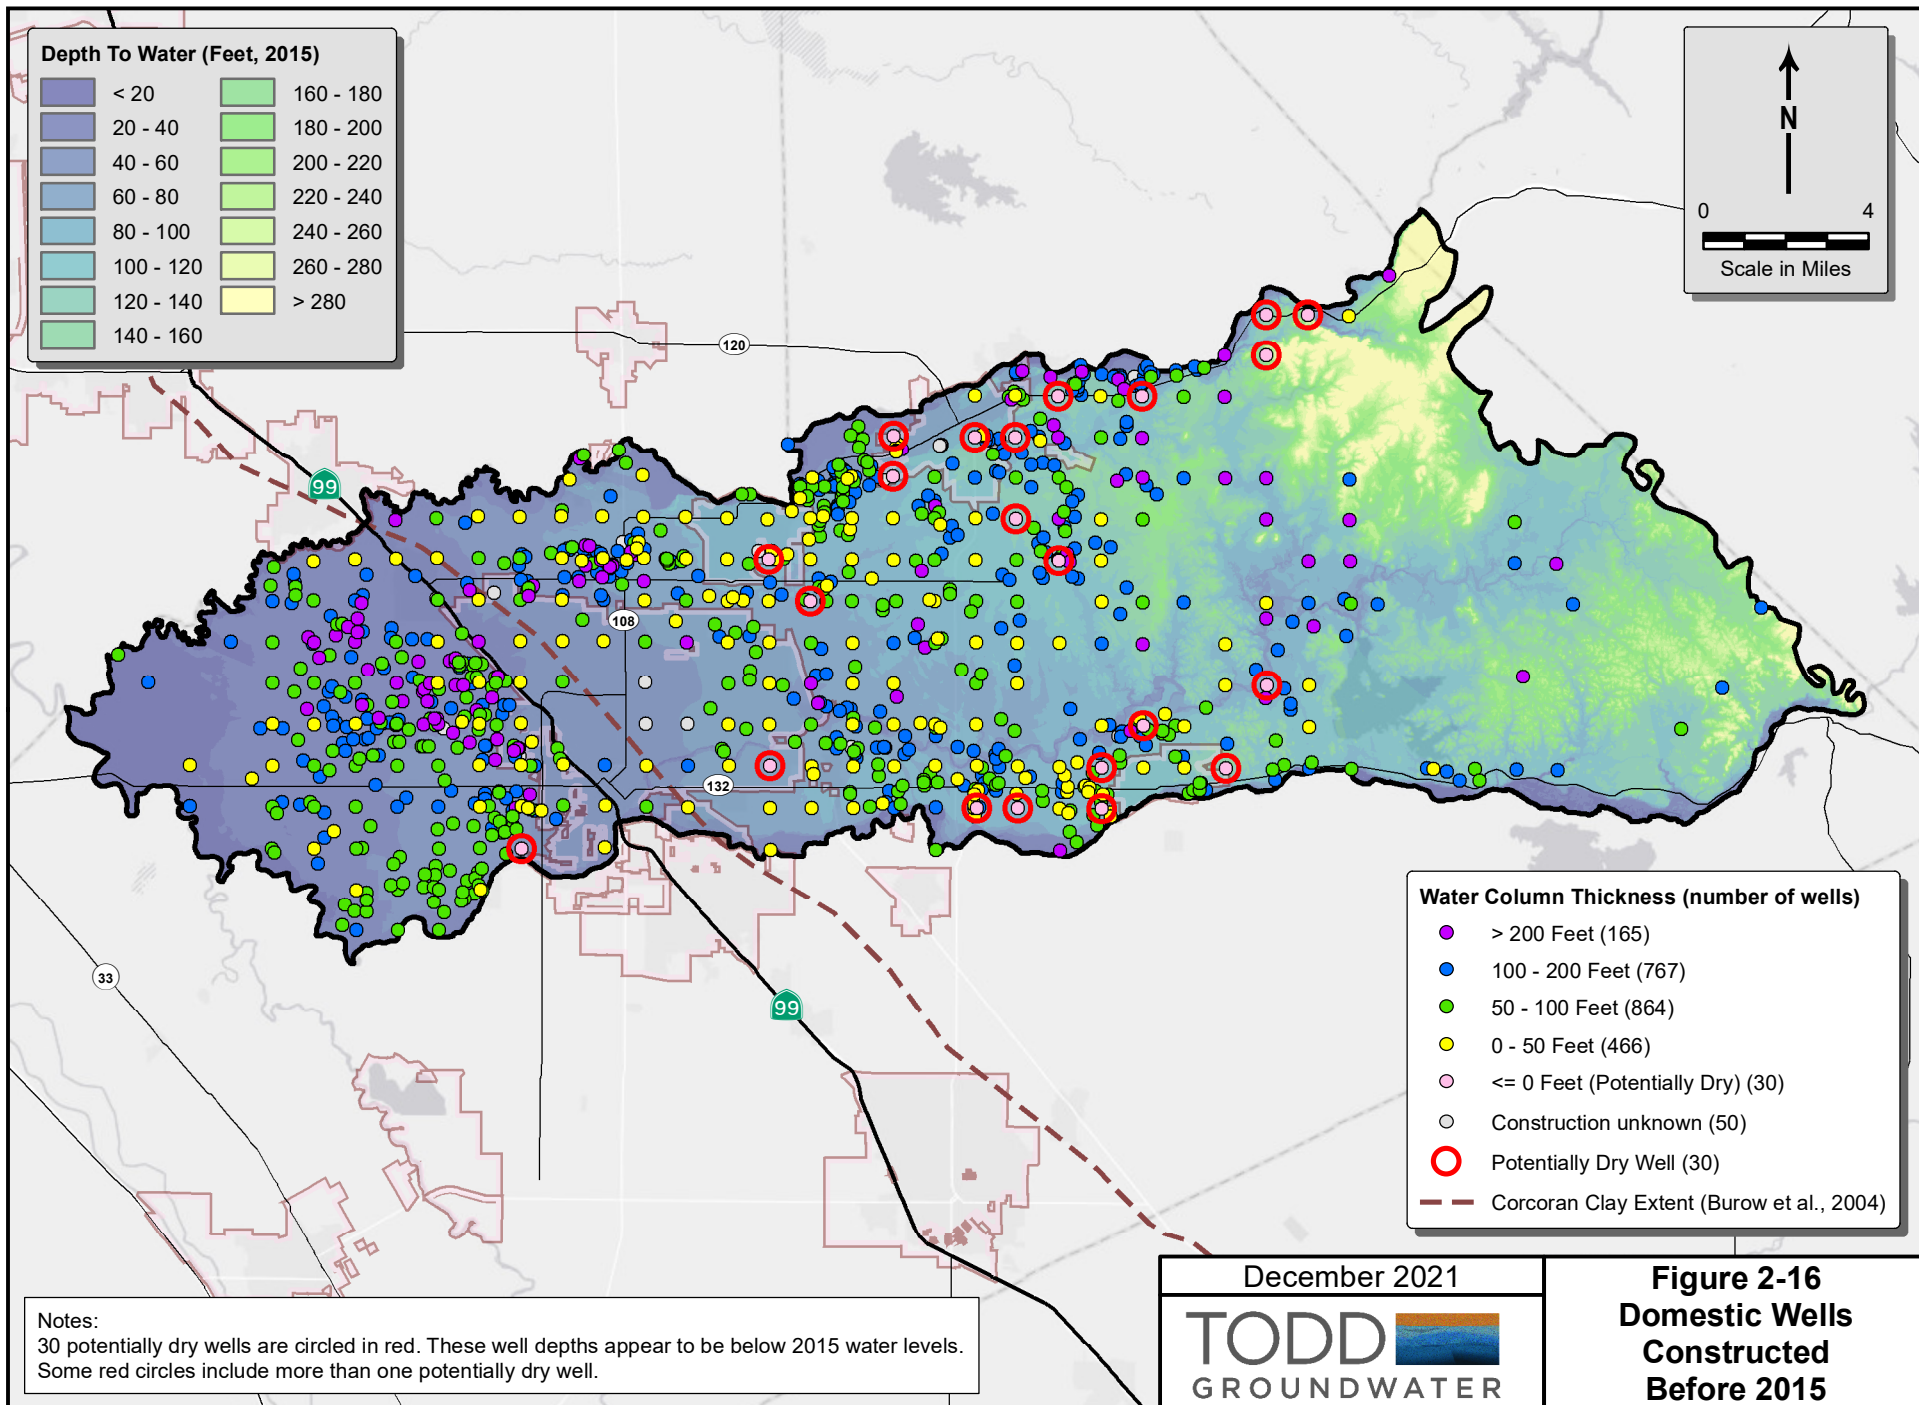 Depth To Water (Feet, 2015)
< 20
20 - 40
40 - 60
60 - 80
80 - 100
100 - 120
120 - 140
140 - 160
160 - 180
180 - 200
200 - 220
220 - 240
240 - 260
260 - 280
> 280
N
0 4
Scale in Miles
120
99
108
132
33
99
Water Column Thickness (number of wells)
> 200 Feet (165)
100 - 200 Feet (767)
50 - 100 Feet (864)
0 - 50 Feet (466)
<= 0 Feet (Potentially Dry) (30)
Construction unknown (50)
Potentially Dry Well (30)
Corcoran Clay Extent (Burow et al., 2004)
Notes:
30 potentially dry wells are circled in red. These well depths appear to be below 2015 water levels.
Some red circles include more than one potentially dry well.
December 2021
TODD
GROUNDWATER
Figure 2-16
Domestic Wells
Constructed
Before 2015